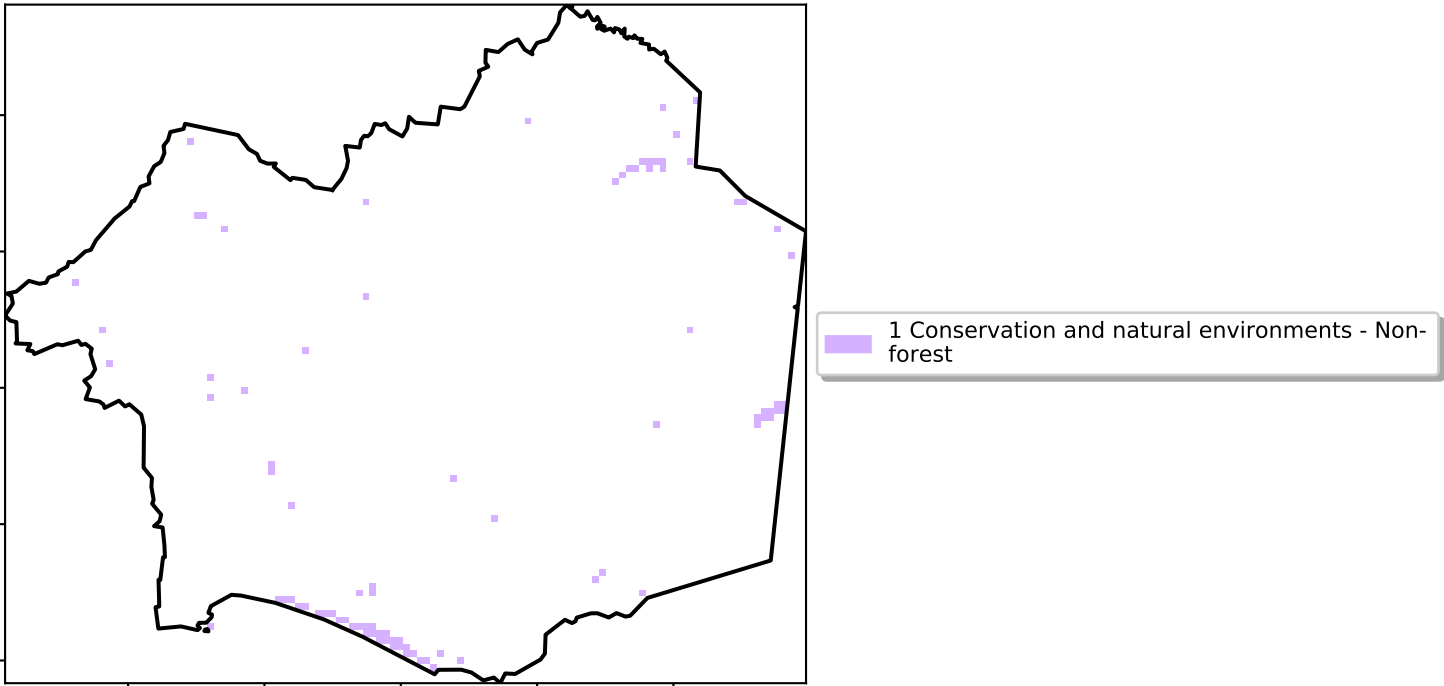 1 Conservation and natural environments - Non-
forest